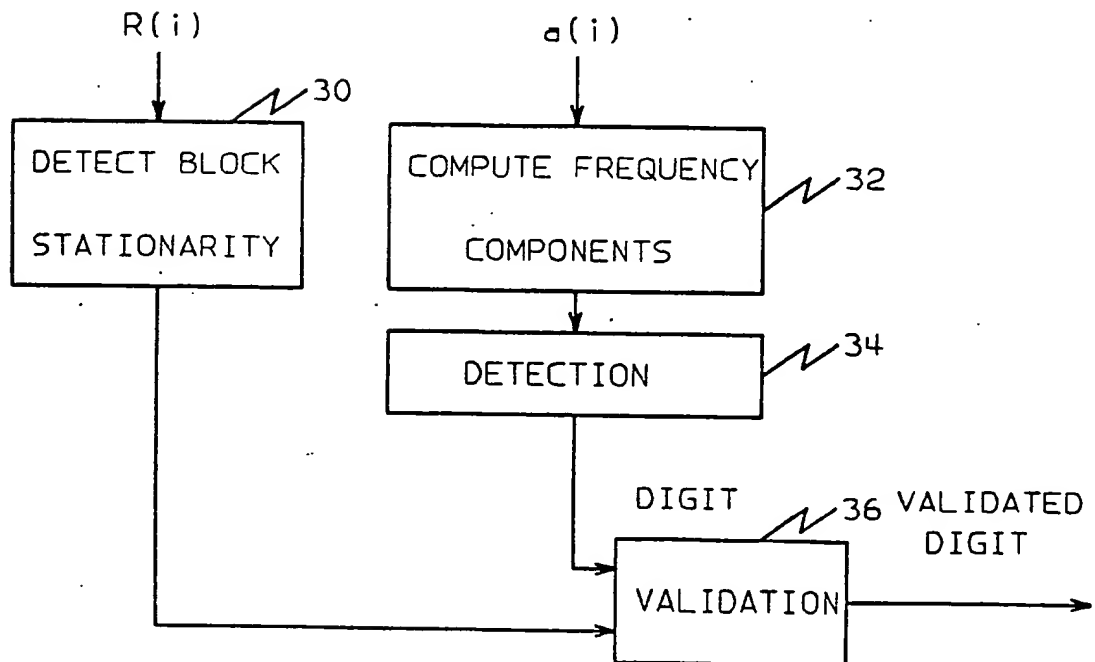 R(i)
a(i)
30
DETECT BLOCK
STATIONARITY
COMPUTE FREQUENCY
COMPONENTS
32
DETECTION
34
DIGIT
36
VALIDATED
DIGIT
VALIDATION